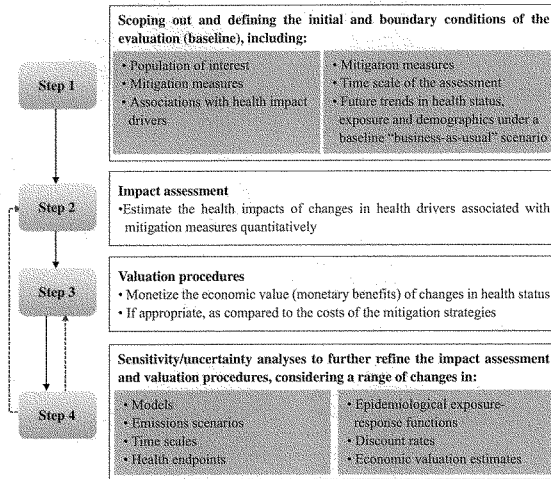 Step 1
Scoping out and defining the initial and boundary conditions of the
evaluation (baseline), including:
• Population of interest
• Mitigation measures
• Associations with health impact
drivers
• Mitigation measures
• Time scale of the assessment
• Future trends in health status,
exposure and demographics under a
baseline "business-as-usual" scenario
Step 2
Impact assessment
•Estimate the health impacts of changes in health drivers associated with
mitigation measures quantitatively
Step 3
Valuation procedures
• Monetize the economic value (monetary benefits) of changes in health status
• If appropriate, as compared to the costs of the mitigation strategies
Step 4
Sensitivity/uncertainty analyses to further refine the impact assessment
and valuation procedures, considering a range of changes in:
• Models
• Emissions scenarios
• Time scales
• Health endpoints
• Epidemiological exposure-
response functions
• Discount rates
• Economic valuation estimates